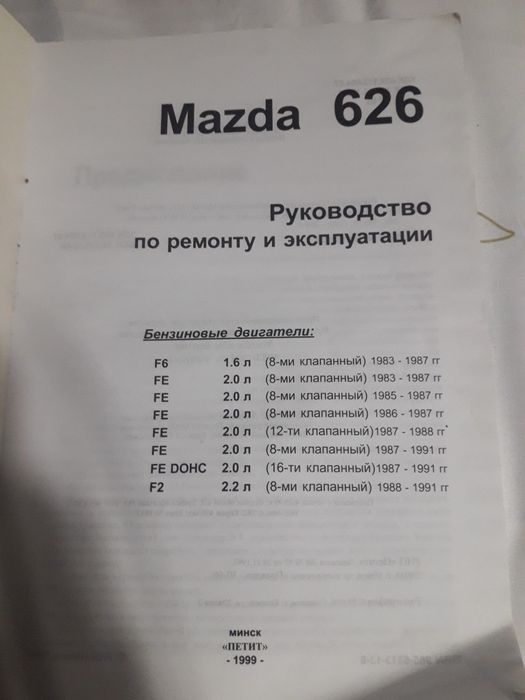 Mazda 626
Руководство
по ремонту и эксплуатации
Бензиновые двигатели:
F6 1.6 л (8-ми клапанный) 1983 - 1987 гг
FE 2.0 л (8-ми клапанный) 1983 - 1987 гг
FE 2.0 л (8-ми клапанный) 1985 - 1987 гг
FE 2.0 л (8-ми клапанный) 1986 - 1987 гг
FE 2.0 л (12-ти клапанный)1987 - 1988 гг*
FE 2.0 л (8-ми клапанный) 1987 - 1991 гг
FE DOHC 2.0 л (16-ти клапанный)1987 - 1991 гг
F2 2.2 л (8-ми клапанный) 1988 - 1991 гг
МИНСК
«ПЕТИТ»
- 1999 -